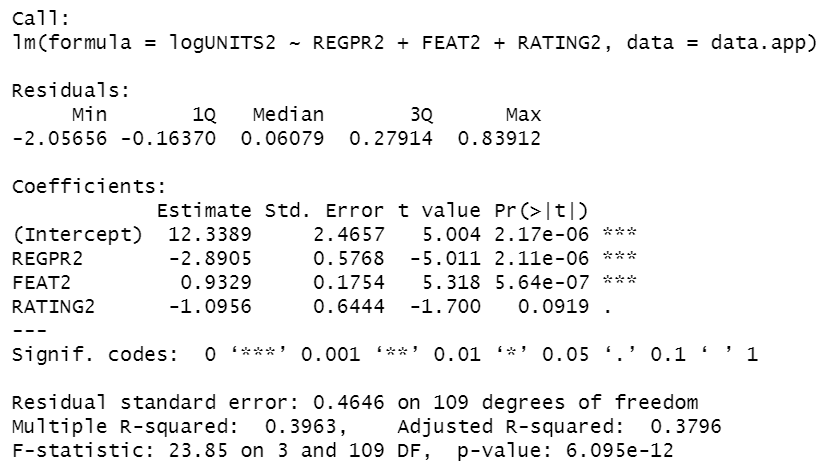 Call:
lm(formula = logUNITS2 ~ REGPR2 + FEAT2 + RATING2, data = data.app)
Residuals:
Min 1Q Median 3Q Max
-2.05656 -0.16370 0.06079 0.27914 0.83912
Coefficients:
Estimate Std. Error t value Pr(>|t|)
(Intercept) 12.3389 2.4657 5.004 2.17e-06 ***
REGPR2 -2.8905 0.5768 -5.011 2.11e-06 ***
FEAT2 0.9329 0.1754 5.318 5.64e-07 ***
RATING2 -1.0956 0.6444 -1.700 0.0919 .
---
Signif. codes: 0 ‘***’ 0.001 ‘**’ 0.01 ‘*’ 0.05 ‘.’ 0.1 ‘ ’ 1
Residual standard error: 0.4646 on 109 degrees of freedom
Multiple R-squared: 0.3963, Adjusted R-squared: 0.3796
F-statistic: 23.85 on 3 and 109 DF, p-value: 6.095e-12